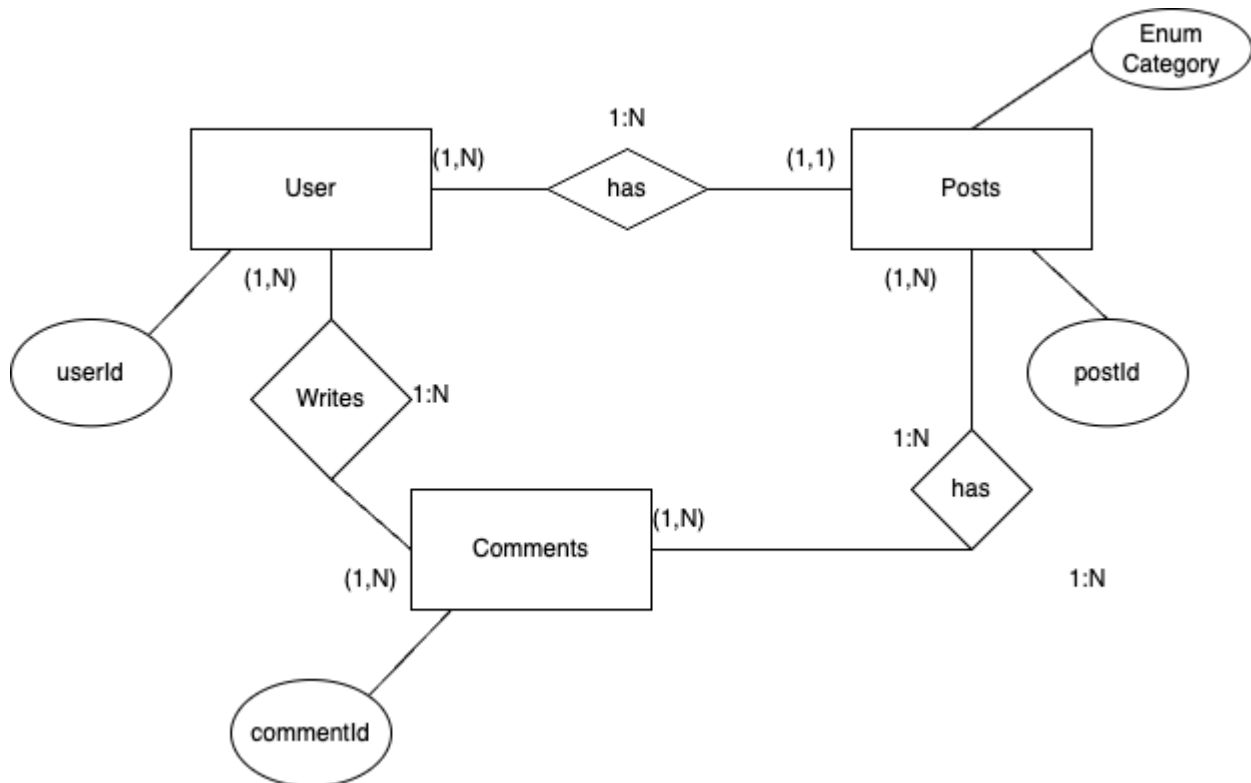 Enum
Category
1:N
(1,N)
(1,1)
User
has
Posts
(1,N)
(1,N)
userId
Writes
1:N
postId
1:N
has
(1,N)
Comments
(1,N)
1:N
commentId